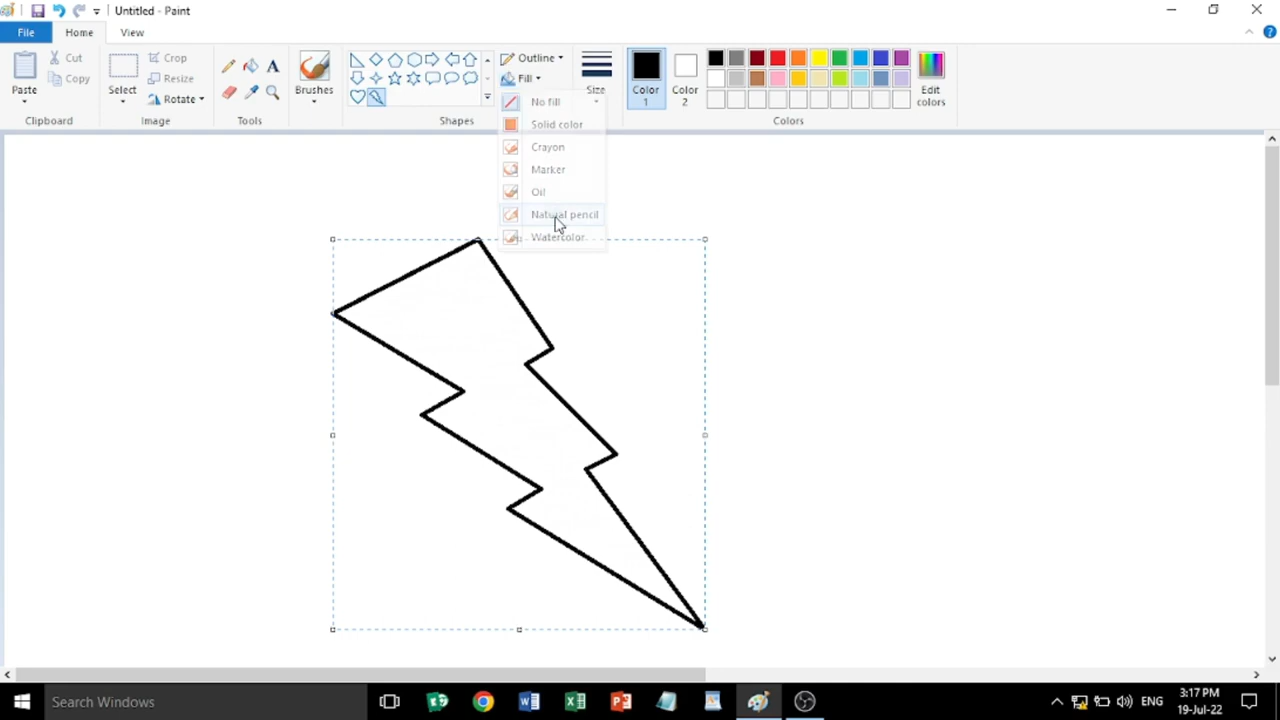 Untitled - Paint
File Home View
Paste
Cut
Copy
Clipboard
Select
Crop
Resize
Rotate
Image
A
Tools
Brushes
Shapes
Outline
Fill
Size
Color 1
Color 2
Edit colors
Colors
No fill
Solid color
Crayon
Marker
Oil
Natural pencil
Watercolor
Search Windows
ENG
3:17 PM
19-Jul-22